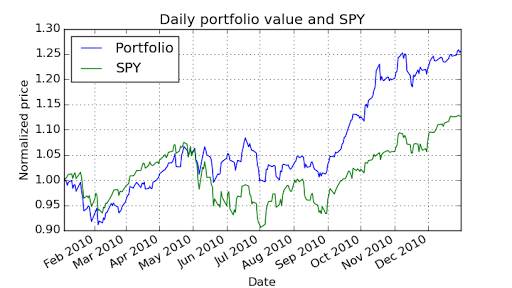 Daily portfolio value and SPY
Normalized price
1.30
1.25
1.20
1.15
1.10
1.05
1.00
0.95
0.90
Portfolio
SPY
Feb 2010
Mar 2010
Apr 2010
May 2010
Jun 2010
Jul 2010
Aug 2010
Sep 2010
Oct 2010
Nov 2010
Dec 2010
Date